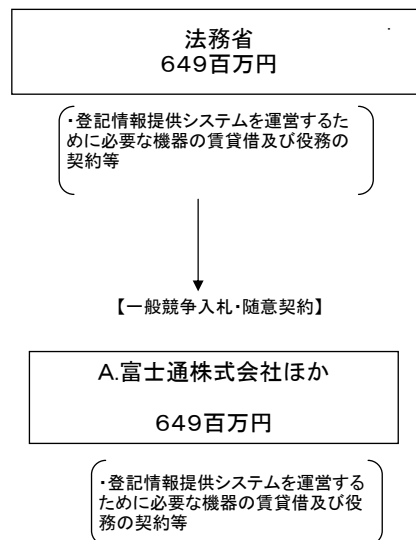 法務省
649百万円
・登記情報提供システムを運営するた
めに必要な機器の賃貸借及び役務の
契約等
【一般競争入札・随意契約】
A.富士通株式会社ほか
649百万円
・登記情報提供システムを運営する
ために必要な機器の賃貸借及び役
務の契約等